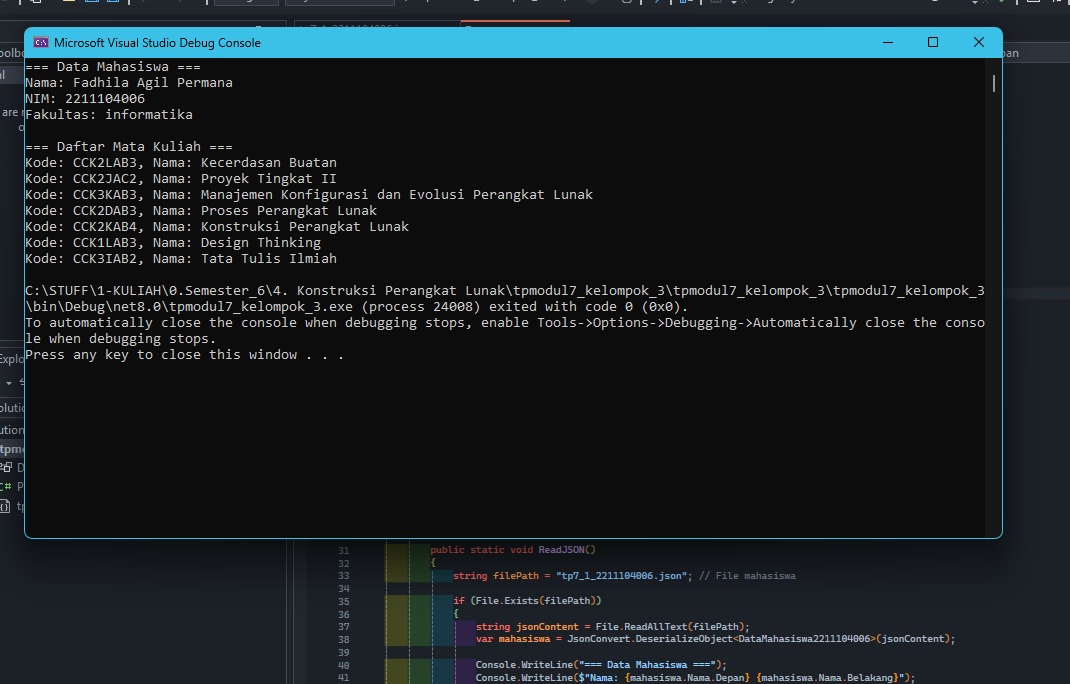 Microsoft Visual Studio Debug Console
=== Data Mahasiswa ===
Nama: Fadhila Agil Permana
NIM: 2211104006
Fakultas: informatika
=== Daftar Mata Kuliah ===
Kode: CCK2LAB3, Nama: Kecerdasan Buatan
Kode: CCK2JAC2, Nama: Proyek Tingkat II
Kode: CCK3KAB3, Nama: Manajemen Konfigurasi dan Evolusi Perangkat Lunak
Kode: CCK2DAB3, Nama: Proses Perangkat Lunak
Kode: CCK2KAB4, Nama: Konstruksi Perangkat Lunak
Kode: CCK1LAB3, Nama: Design Thinking
Kode: CCK3IAB2, Nama: Tata Tulis Ilmiah
C:\STUFF\1-KULIAH\0.Semester_6\4. Konstruksi Perangkat Lunak\tpmodul7_kelompok_3\tpmodul7_kelompok_3\tpmodul7_kelompok_3
\bin\Debug\net8.0\tpmodul7_kelompok_3.exe (process 24008) exited with code 0 (0x0).
To automatically close the console when debugging stops, enable Tools->Options->Debugging->Automatically close the conso
le when debugging stops.
Press any key to close this window . . .
31 public static void ReadJSON()
32 {
33 string filePath = "tp7_1_2211104006.json"; // File mahasiswa
34
35 if (File.Exists(filePath))
36 {
37 string jsonContent = File.ReadAllText(filePath);
38 var mahasiswa = JsonConvert.DeserializeObject<DataMahasiswa2211104006>(jsonContent);
39
40 Console.WriteLine("=== Data Mahasiswa ===");
41 Console.WriteLine($"Nama: {mahasiswa.Nama.Depan} {mahasiswa.Nama.Belakang}");